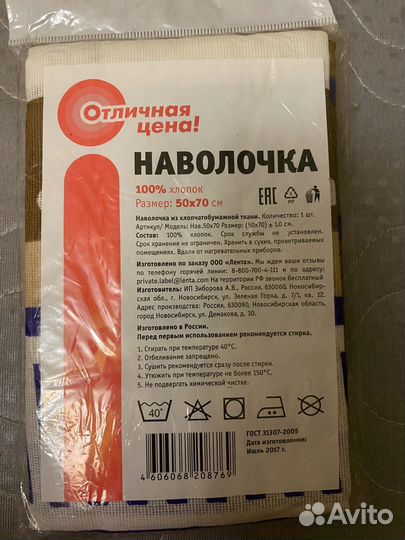 Отличная
цена!
НАВОЛОЧКА
100% хлопок
Размер: 50x70 см
EAC
PP
Наволочка из хлопчатобумажной ткани. Количество: 1 шт.
Артикул/ Модель: Нав.50x70 Размер: (50x70) ± 1,0 см.
Состав: 100% хлопок. Срок службы не установлен.
Срок хранения не ограничен. Хранить в сухих, проветриваемых
помещениях. Вдали от нагревательных приборов.
Изготовлено по заказу ООО «Лента». Мы ждем ваши отзывы
по телефону горячей линии: 8-800-700-4-111 и по адресу:
private.label@lenta.com На территории РФ звонок бесплатный
Изготовитель: ИП Зиборова А.В., Россия, 630060, Новосибирская
обл., г. Новосибирск, ул. Зеленая Горка, д. 7/1, кв. 12.
Адрес производства: Россия, 630090, Новосибирская область,
город Новосибирск, ул. Демакова, д. 30.
Изготовлено в России.
Перед первым использованием рекомендуется стирка.
1. Стирать при температуре 40°С.
2. Отбеливание запрещено.
3. Сушить рекомендуется сразу после стирки.
4. Утюжить при температуре не более 150°С.
5. Не подвергать химической чистке.
40°
4 606068 208769
ГОСТ 31307-2005
Дата изготовления:
Июль 2017 г.
Avito